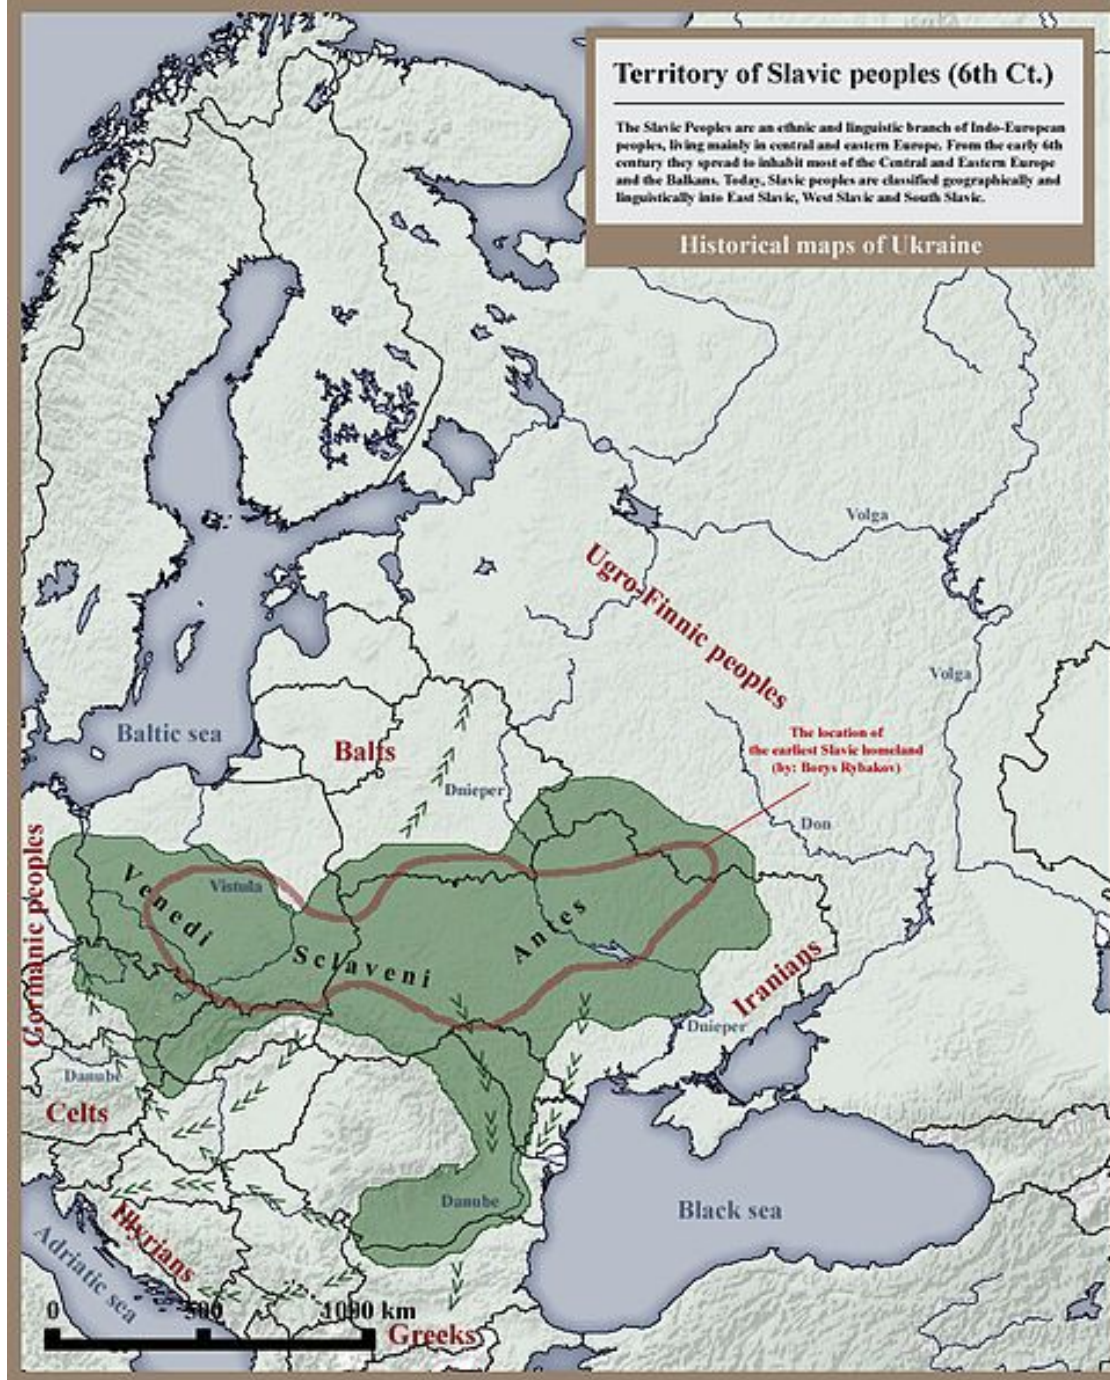 Territory of Slavic peoples (6th Ct.)
The Slavic Peoples are an ethnic and linguistic branch of Indo-European
peoples, living mainly in central and eastern Europe. From the early 6th
century they spread to inhabit most of the Central and Eastern Europe
and the Balkans. Today, Slavic peoples are classified geographically and
linguistically into East Slavic, West Slavic and South Slavic.
Historical maps of Ukraine
Volga
Ugro-Finnic peoples
Volga
Baltic sea
Balts
The location of
the earliest Slavic homeland
(by: Borys Rybakov)
Dnieper
Don
Gormanic peoples
Venedi
Vistula
Antes
Sclaveni
Iranians
Dnieper
Danube
Celts
Danube
Black sea
Illyrians
Adriatic sea
0 500 1000 km
Greeks